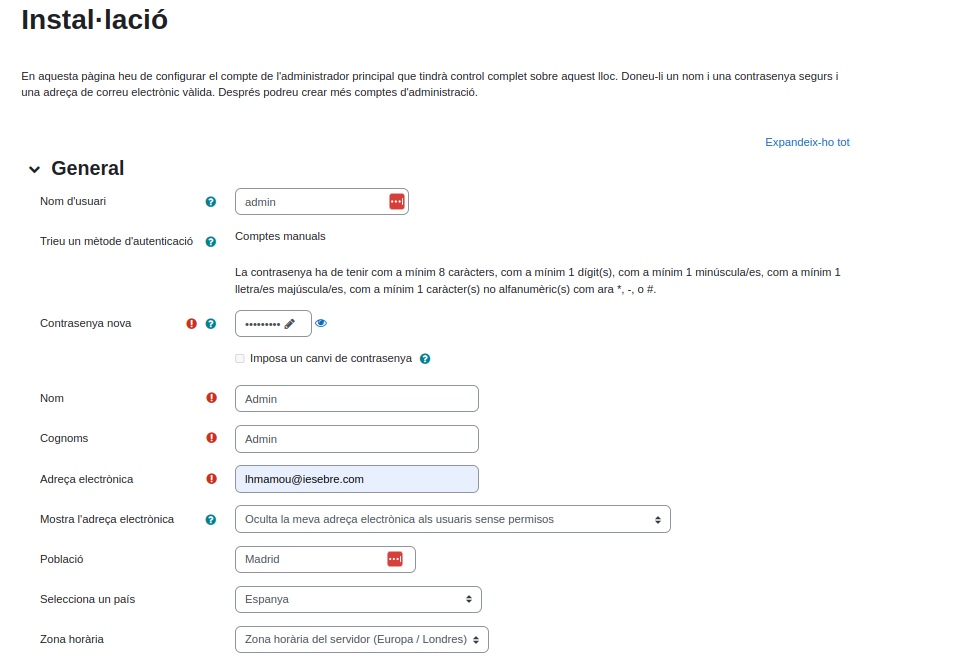 Instal·lació
En aquesta pàgina heu de configurar el compte de l'administrador principal que tindrà control complet sobre aquest lloc. Doneu-li un nom i una contrasenya segurs i
una adreça de correu electrònic vàlida. Després podreu crear més comptes d'administració.
Expandeix-ho tot
General
Nom d'usuari
admin
Trieu un mètode d'autenticació
Comptes manuals
La contrasenya ha de tenir com a mínim 8 caràcters, com a mínim 1 dígit(s), com a mínim 1 minúscula/es, com a mínim 1
lletra/es majúscula/es, com a mínim 1 caràcter(s) no alfanumèric(s) com ara *, -, o #.
Contrasenya nova
•••••••••
Imposa un canvi de contrasenya
Nom
Admin
Cognoms
Admin
Adreça electrònica
lhmamou@iesebre.com
Mostra l'adreça electrònica
Oculta la meva adreça electrònica als usuaris sense permisos
Població
Madrid
Selecciona un país
Espanya
Zona horària
Zona horària del servidor (Europa / Londres)